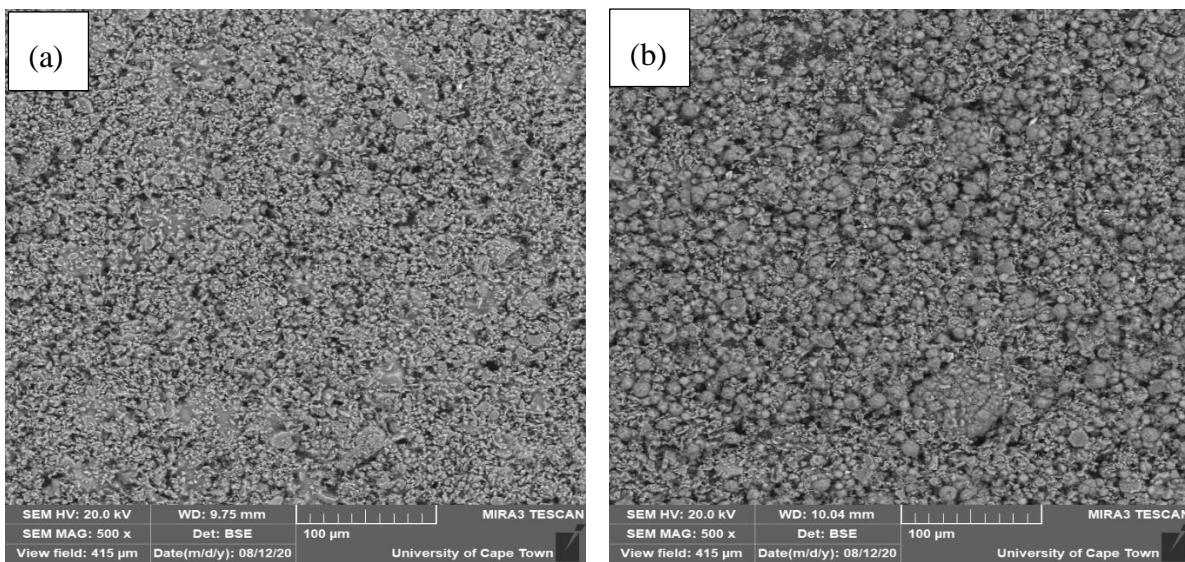 (a)
SEM HV: 20.0 kV WD: 9.75 mm MIRA3 TESCAN
SEM MAG: 500 x Det: BSE 100 µm
View field: 415 µm Date(m/d/y): 08/12/20 University of Cape Town
(b)
SEM HV: 20.0 kV WD: 10.04 mm MIRA3 TESCAN
SEM MAG: 500 x Det: BSE 100 µm
View field: 415 µm Date(m/d/y): 08/12/20 University of Cape Town